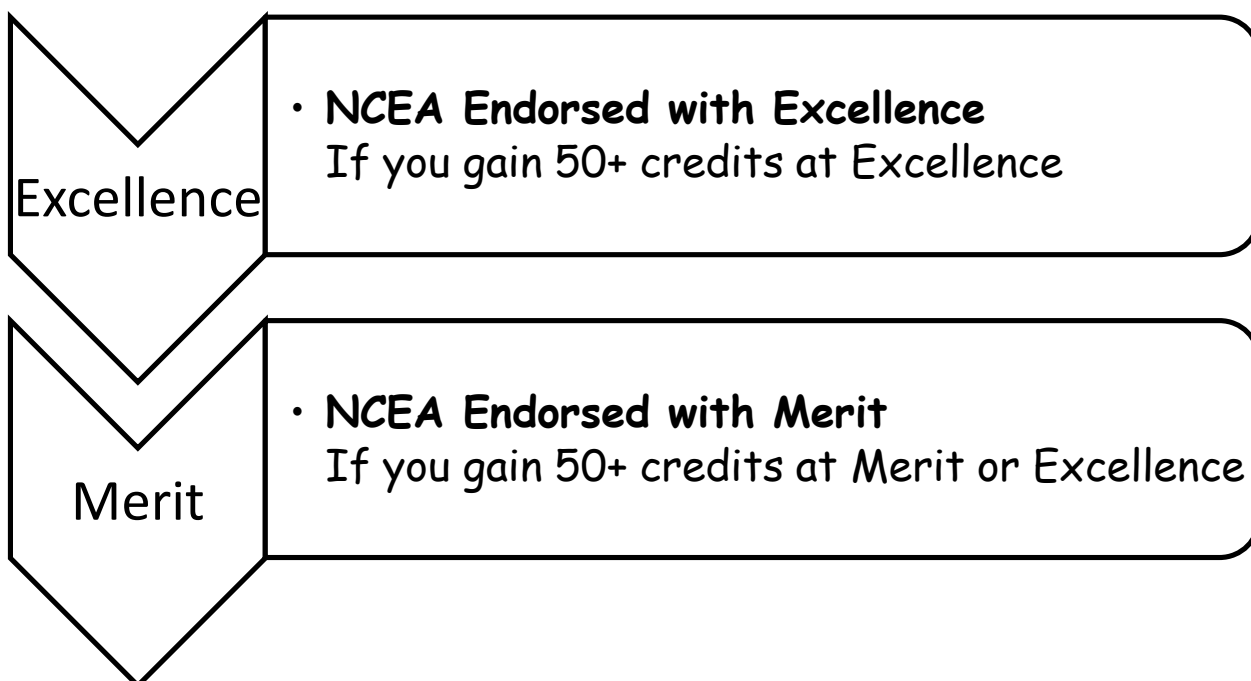 Excellence
• NCEA Endorsed with Excellence
If you gain 50+ credits at Excellence
Merit
• NCEA Endorsed with Merit
If you gain 50+ credits at Merit or Excellence